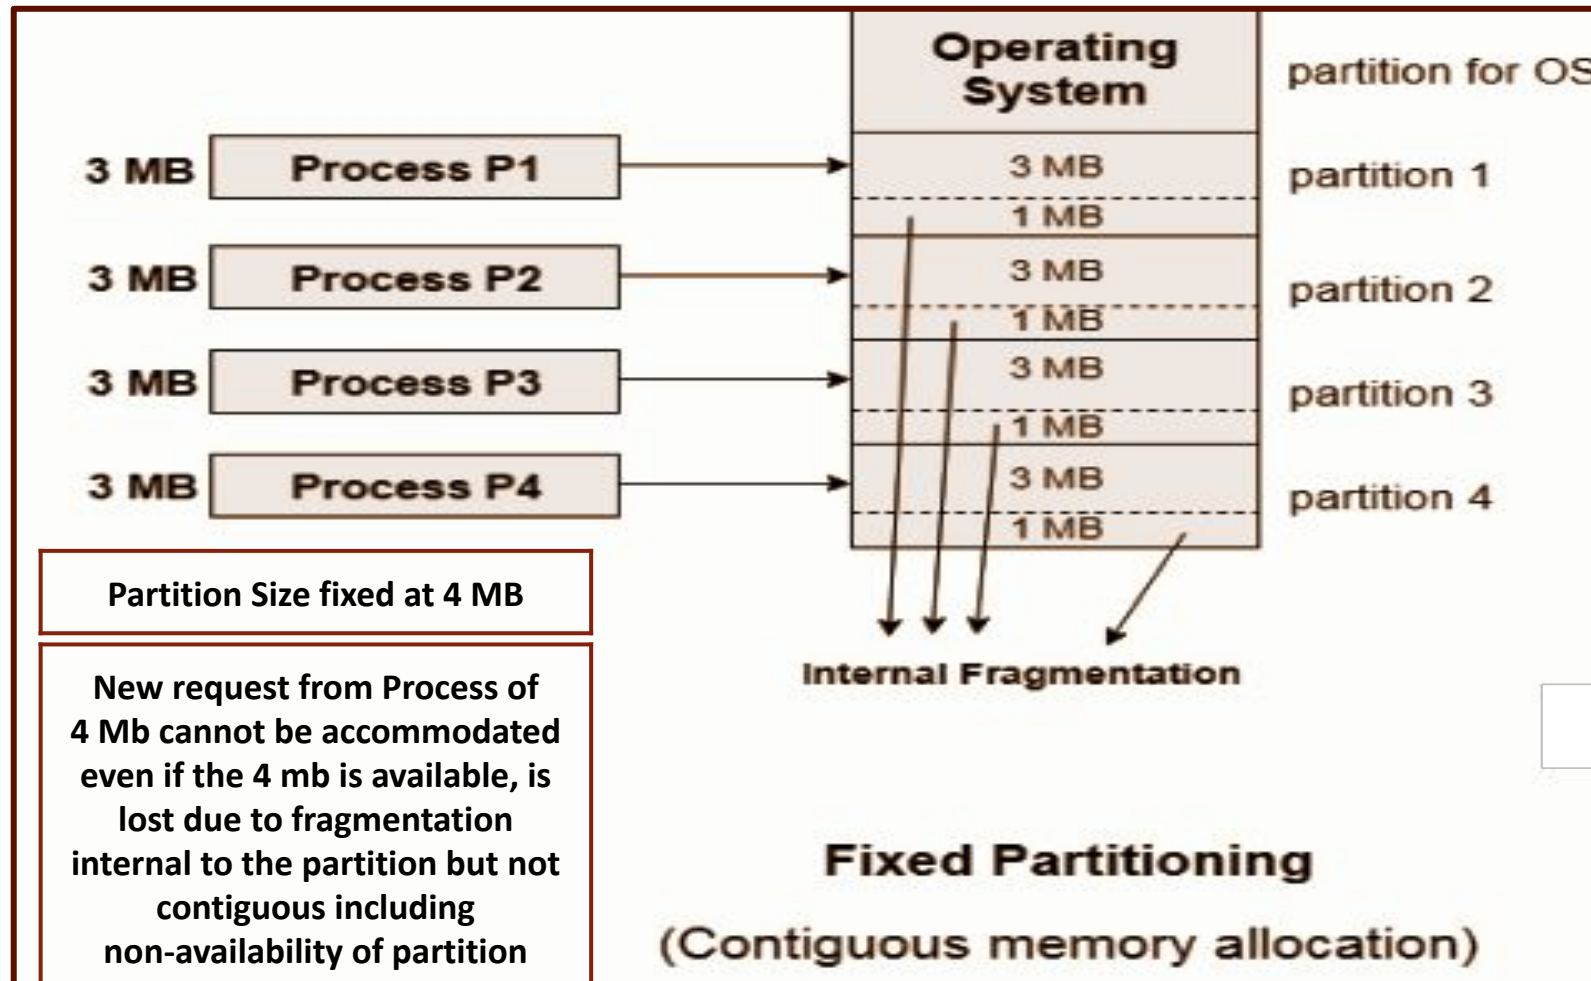 Operating
System
partition for OS
3 MB Process P1 3 MB partition 1
1 MB
3 MB Process P2 3 MB partition 2
1 MB
3 MB Process P3 3 MB partition 3
1 MB
3 MB Process P4 3 MB partition 4
1 MB
Internal Fragmentation
Partition Size fixed at 4 MB
New request from Process of
4 Mb cannot be accommodated
even if the 4 mb is available, is
lost due to fragmentation
internal to the partition but not
contiguous including
non-availability of partition
Fixed Partitioning
(Contiguous memory allocation)